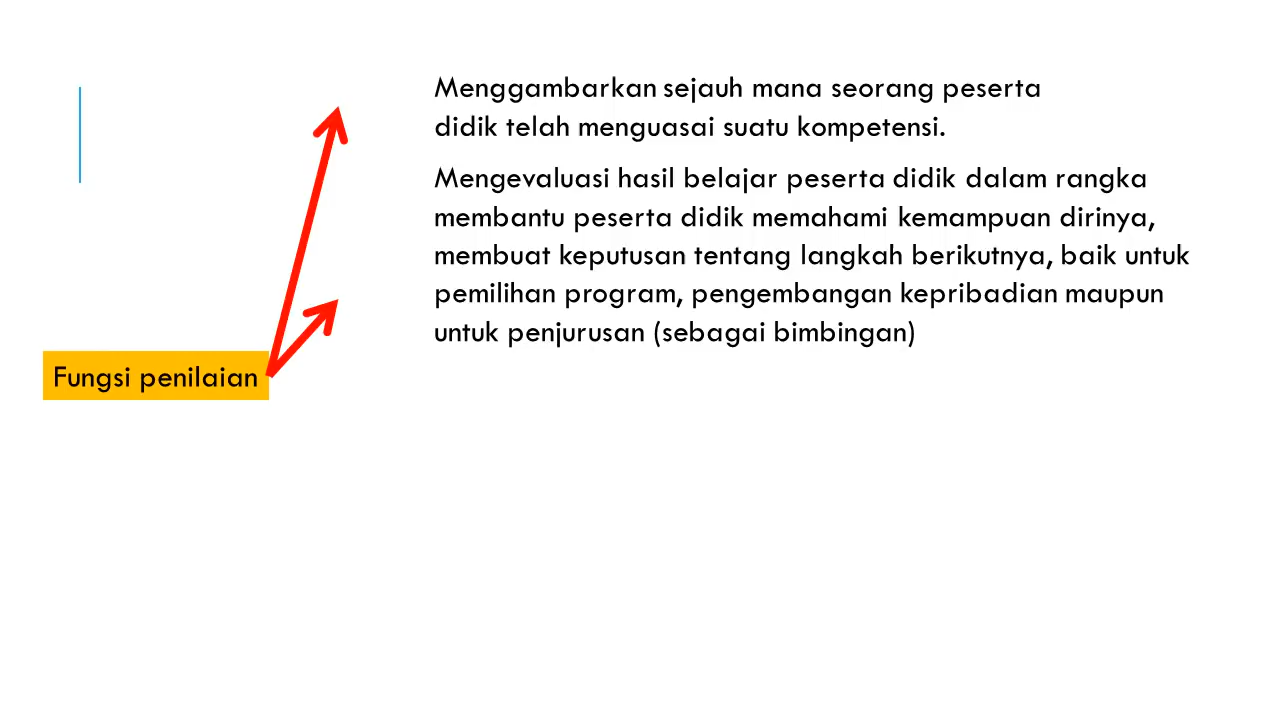 Menggambarkan sejauh mana seorang peserta
didik telah menguasai suatu kompetensi.
Mengevaluasi hasil belajar peserta didik dalam rangka
membantu peserta didik memahami kemampuan dirinya,
membuat keputusan tentang langkah berikutnya, baik untuk
pemilihan program, pengembangan kepribadian maupun
untuk penjurusan (sebagai bimbingan)
Fungsi penilaian